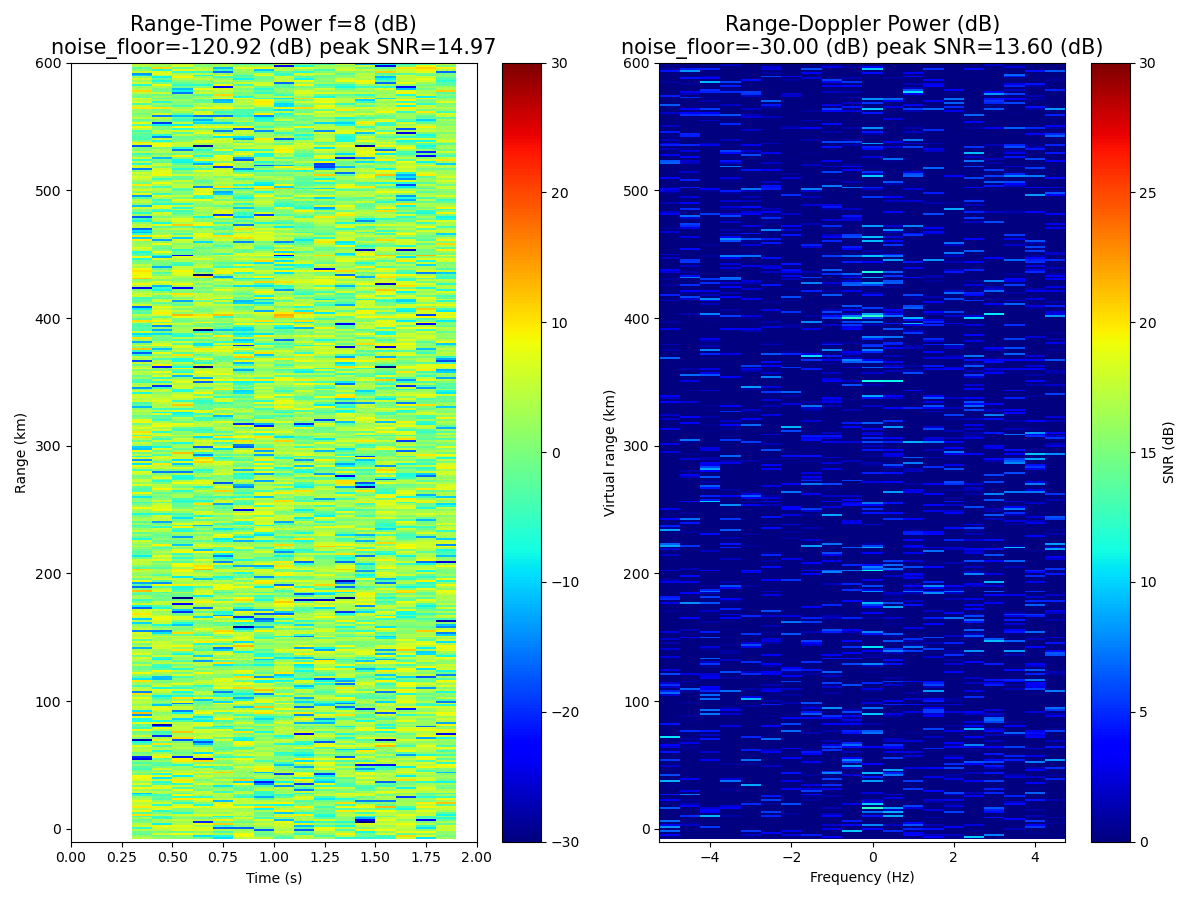 Range-Time Power f=8 (dB)
noise_floor=-120.92 (dB) peak SNR=14.97
600
500
400
300
200
100
0
Range (km)
0.00 0.25 0.50 0.75 1.00 1.25 1.50 1.75 2.00
Time (s)
30
20
10
0
−10
−20
−30
Range-Doppler Power (dB)
noise_floor=-30.00 (dB) peak SNR=13.60 (dB)
600
500
400
300
200
100
0
Virtual range (km)
−4 −2 0 2 4
Frequency (Hz)
30
25
20
15
10
5
0
SNR (dB)